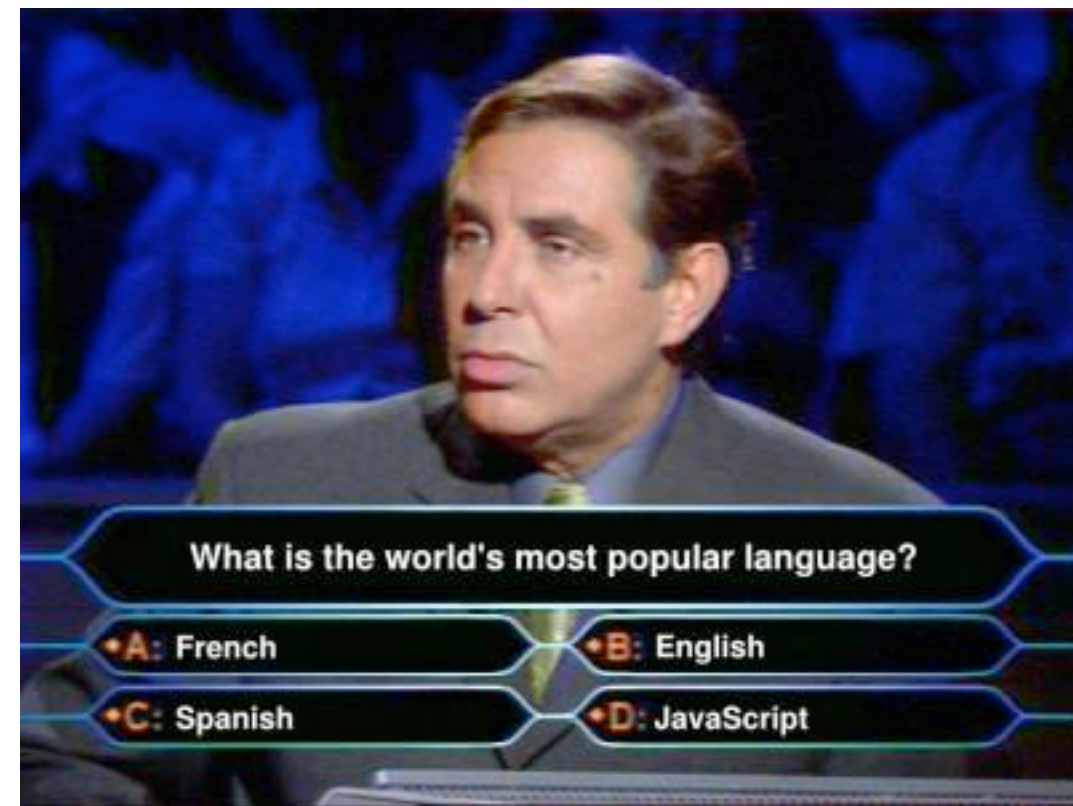 What is the world's most popular language?
A: French
B: English
C: Spanish
D: JavaScript